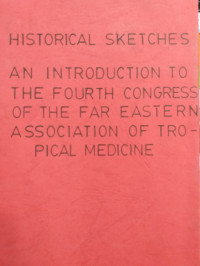 HISTORICAL SKETCHES
AN INTRODUCTION TO
THE FOURTH CONGRESS
OF THE FAR EASTERN
ASSOCIATION OF TRO-
PICAL MEDICINE